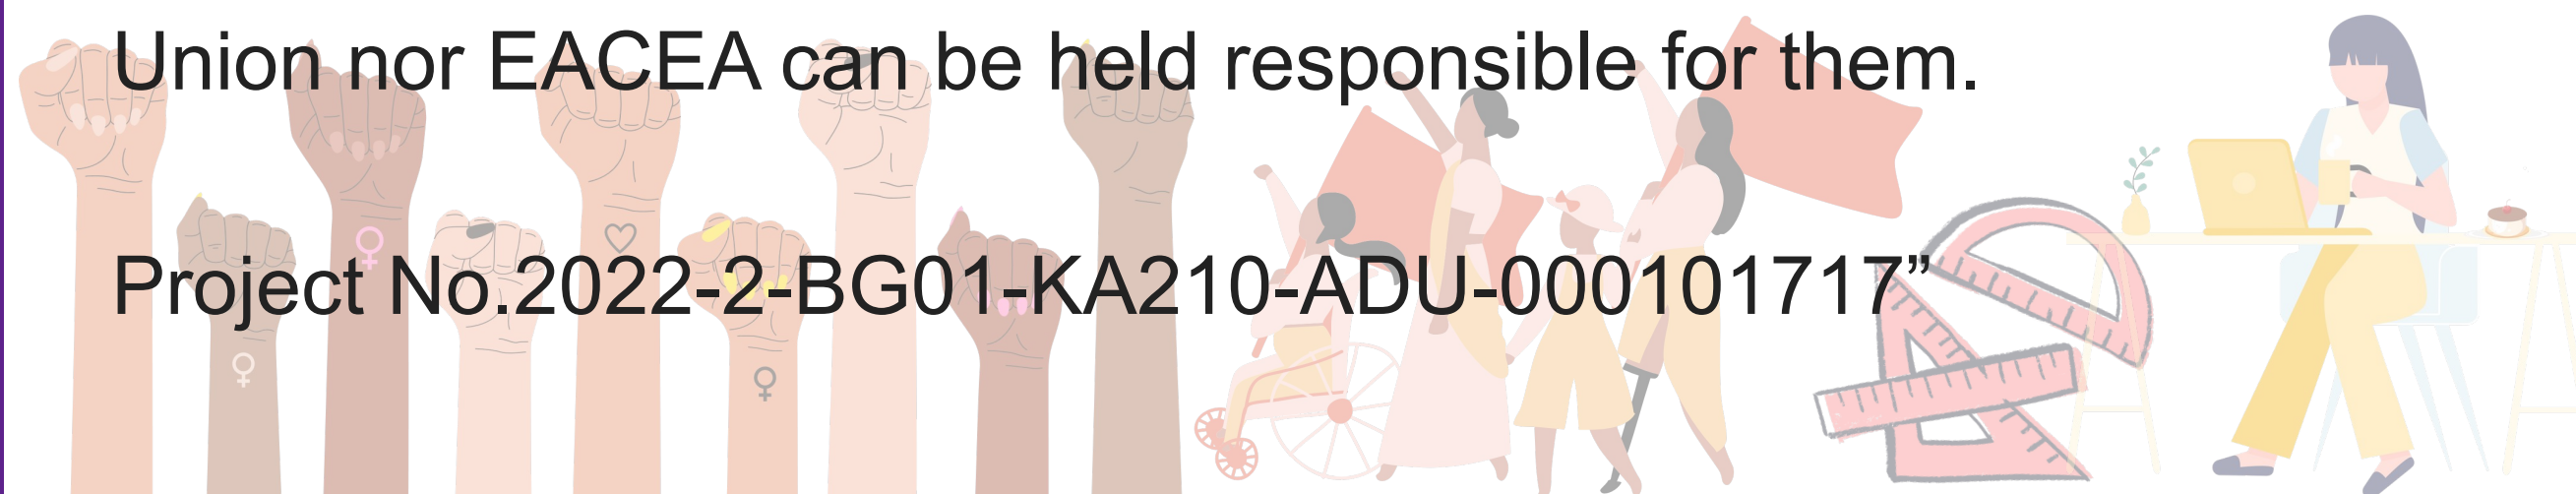 Union nor EACEA can be held responsible for them.
Project No.2022-2-BG01-KA210-ADU-000101717”